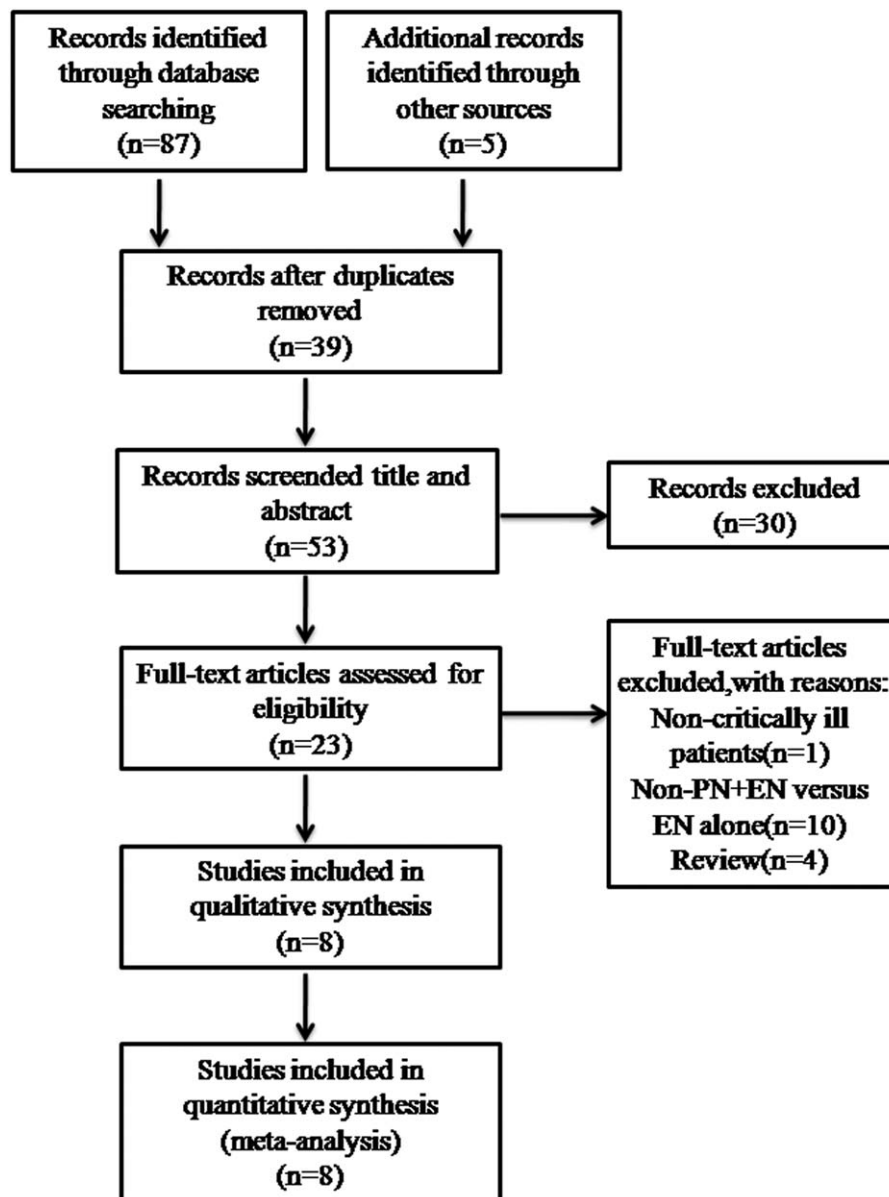 Records identified
through database
searching
(n=87)
Additional records
identified through
other sources
(n=5)
Records after duplicates
removed
(n=39)
Records screended title and
abstract
(n=53)
Records excluded
(n=30)
Full-text articles assessed for
eligibility
(n=23)
Full-text articles
excluded,with reasons:
Non-critically ill
patients(n=1)
Non-PN+EN versus
EN alone(n=10)
Review(n=4)
Studies included in
qualitative synthesis
(n=8)
Studies included in
quantitative synthesis
(meta-analysis)
(n=8)